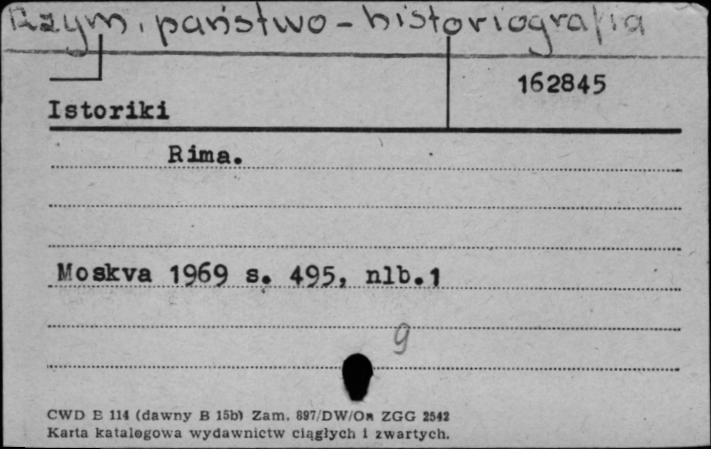 Rzym, państwo - historiografia
162845
Istoriki
Rima.
Moskva 1969 s. 495, nlb.1
9
CWD E 114 (dawny B 15b) Zam. 897/DW/Om ZGG 2542
Karta katalogowa wydawnictw ciągłych i zwartych.